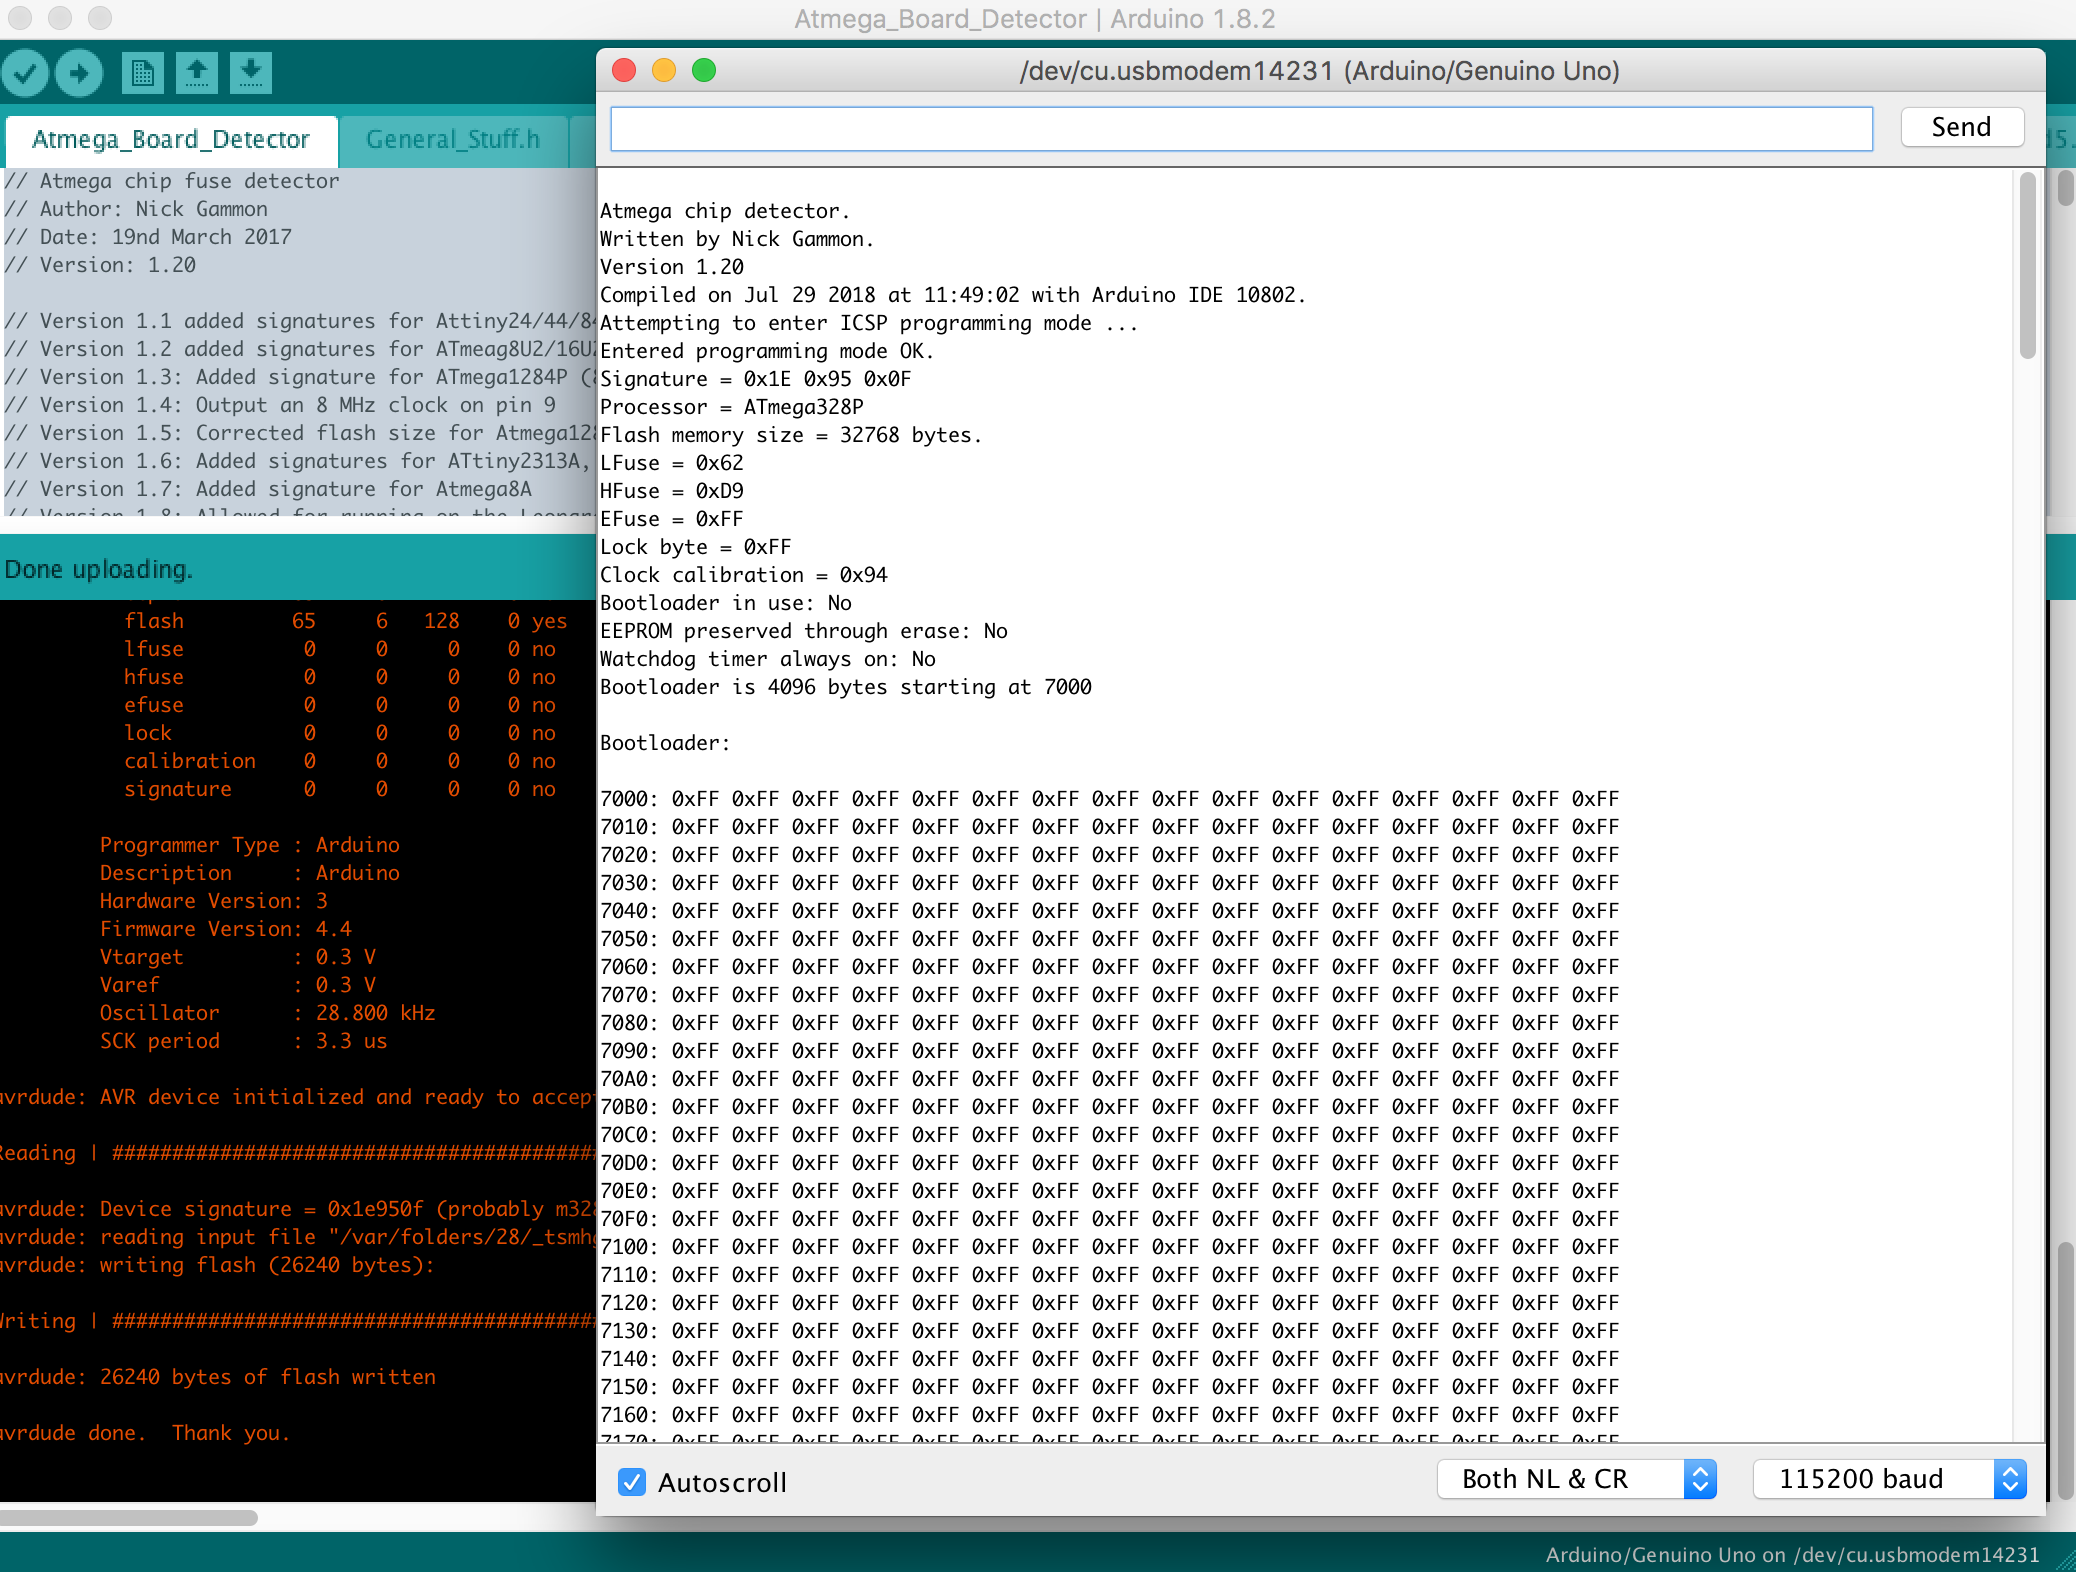 Atmega_Board_Detector | Arduino 1.8.2
Atmega_Board_Detector
General_Stuff.h
// Atmega chip fuse detector
// Author: Nick Gammon
// Date: 19nd March 2017
// Version: 1.20
// Version 1.1 added signatures for Attiny24/44/84
// Version 1.2 added signatures for ATmeag8U2/16U2
// Version 1.3: Added signature for ATmega1284P (8
// Version 1.4: Output an 8 MHz clock on pin 9
// Version 1.5: Corrected flash size for Atmega128
// Version 1.6: Added signatures for ATtiny2313A,
// Version 1.7: Added signature for Atmega8A
// Version 1.8: Allowed for running on the Leonar
Done uploading.
flash 65 6 128 0 yes
lfuse 0 0 0 0 no
hfuse 0 0 0 0 no
efuse 0 0 0 0 no
lock 0 0 0 0 no
calibration 0 0 0 0 no
signature 0 0 0 0 no
Programmer Type : Arduino
Description : Arduino
Hardware Version: 3
Firmware Version: 4.4
Vtarget : 0.3 V
Varef : 0.3 V
Oscillator : 28.800 kHz
SCK period : 3.3 us
avrdude: AVR device initialized and ready to accept
Reading | ########################################
avrdude: Device signature = 0x1e950f (probably m328
avrdude: reading input file "/var/folders/28/_tsmhg
avrdude: writing flash (26240 bytes):
Writing | ########################################
avrdude: 26240 bytes of flash written
avrdude done. Thank you.
/dev/cu.usbmodem14231 (Arduino/Genuino Uno)
Send
d5.
Atmega chip detector.
Written by Nick Gammon.
Version 1.20
Compiled on Jul 29 2018 at 11:49:02 with Arduino IDE 10802.
Attempting to enter ICSP programming mode ...
Entered programming mode OK.
Signature = 0x1E 0x95 0x0F
Processor = ATmega328P
Flash memory size = 32768 bytes.
LFuse = 0x62
HFuse = 0xD9
EFuse = 0xFF
Lock byte = 0xFF
Clock calibration = 0x94
Bootloader in use: No
EEPROM preserved through erase: No
Watchdog timer always on: No
Bootloader is 4096 bytes starting at 7000
Bootloader:
7000: 0xFF 0xFF 0xFF 0xFF 0xFF 0xFF 0xFF 0xFF 0xFF 0xFF 0xFF 0xFF 0xFF 0xFF 0xFF 0xFF
7010: 0xFF 0xFF 0xFF 0xFF 0xFF 0xFF 0xFF 0xFF 0xFF 0xFF 0xFF 0xFF 0xFF 0xFF 0xFF 0xFF
7020: 0xFF 0xFF 0xFF 0xFF 0xFF 0xFF 0xFF 0xFF 0xFF 0xFF 0xFF 0xFF 0xFF 0xFF 0xFF 0xFF
7030: 0xFF 0xFF 0xFF 0xFF 0xFF 0xFF 0xFF 0xFF 0xFF 0xFF 0xFF 0xFF 0xFF 0xFF 0xFF 0xFF
7040: 0xFF 0xFF 0xFF 0xFF 0xFF 0xFF 0xFF 0xFF 0xFF 0xFF 0xFF 0xFF 0xFF 0xFF 0xFF 0xFF
7050: 0xFF 0xFF 0xFF 0xFF 0xFF 0xFF 0xFF 0xFF 0xFF 0xFF 0xFF 0xFF 0xFF 0xFF 0xFF 0xFF
7060: 0xFF 0xFF 0xFF 0xFF 0xFF 0xFF 0xFF 0xFF 0xFF 0xFF 0xFF 0xFF 0xFF 0xFF 0xFF 0xFF
7070: 0xFF 0xFF 0xFF 0xFF 0xFF 0xFF 0xFF 0xFF 0xFF 0xFF 0xFF 0xFF 0xFF 0xFF 0xFF 0xFF
7080: 0xFF 0xFF 0xFF 0xFF 0xFF 0xFF 0xFF 0xFF 0xFF 0xFF 0xFF 0xFF 0xFF 0xFF 0xFF 0xFF
7090: 0xFF 0xFF 0xFF 0xFF 0xFF 0xFF 0xFF 0xFF 0xFF 0xFF 0xFF 0xFF 0xFF 0xFF 0xFF 0xFF
70A0: 0xFF 0xFF 0xFF 0xFF 0xFF 0xFF 0xFF 0xFF 0xFF 0xFF 0xFF 0xFF 0xFF 0xFF 0xFF 0xFF
70B0: 0xFF 0xFF 0xFF 0xFF 0xFF 0xFF 0xFF 0xFF 0xFF 0xFF 0xFF 0xFF 0xFF 0xFF 0xFF 0xFF
70C0: 0xFF 0xFF 0xFF 0xFF 0xFF 0xFF 0xFF 0xFF 0xFF 0xFF 0xFF 0xFF 0xFF 0xFF 0xFF 0xFF
70D0: 0xFF 0xFF 0xFF 0xFF 0xFF 0xFF 0xFF 0xFF 0xFF 0xFF 0xFF 0xFF 0xFF 0xFF 0xFF 0xFF
70E0: 0xFF 0xFF 0xFF 0xFF 0xFF 0xFF 0xFF 0xFF 0xFF 0xFF 0xFF 0xFF 0xFF 0xFF 0xFF 0xFF
70F0: 0xFF 0xFF 0xFF 0xFF 0xFF 0xFF 0xFF 0xFF 0xFF 0xFF 0xFF 0xFF 0xFF 0xFF 0xFF 0xFF
7100: 0xFF 0xFF 0xFF 0xFF 0xFF 0xFF 0xFF 0xFF 0xFF 0xFF 0xFF 0xFF 0xFF 0xFF 0xFF 0xFF
7110: 0xFF 0xFF 0xFF 0xFF 0xFF 0xFF 0xFF 0xFF 0xFF 0xFF 0xFF 0xFF 0xFF 0xFF 0xFF 0xFF
7120: 0xFF 0xFF 0xFF 0xFF 0xFF 0xFF 0xFF 0xFF 0xFF 0xFF 0xFF 0xFF 0xFF 0xFF 0xFF 0xFF
7130: 0xFF 0xFF 0xFF 0xFF 0xFF 0xFF 0xFF 0xFF 0xFF 0xFF 0xFF 0xFF 0xFF 0xFF 0xFF 0xFF
7140: 0xFF 0xFF 0xFF 0xFF 0xFF 0xFF 0xFF 0xFF 0xFF 0xFF 0xFF 0xFF 0xFF 0xFF 0xFF 0xFF
7150: 0xFF 0xFF 0xFF 0xFF 0xFF 0xFF 0xFF 0xFF 0xFF 0xFF 0xFF 0xFF 0xFF 0xFF 0xFF 0xFF
7160: 0xFF 0xFF 0xFF 0xFF 0xFF 0xFF 0xFF 0xFF 0xFF 0xFF 0xFF 0xFF 0xFF 0xFF 0xFF 0xFF
7170: 0xFF 0xFF 0xFF 0xFF 0xFF 0xFF 0xFF 0xFF 0xFF 0xFF 0xFF 0xFF 0xFF 0xFF 0xFF 0xFF
Autoscroll
Both NL & CR
115200 baud
Arduino/Genuino Uno on /dev/cu.usbmodem14231